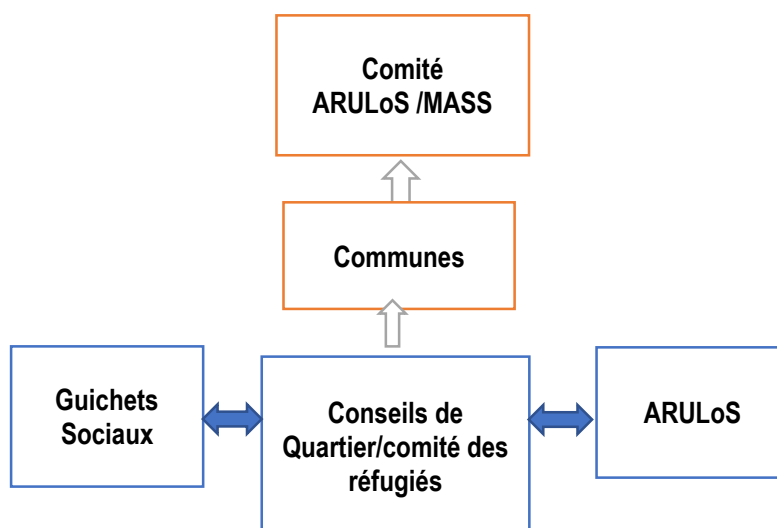 Comité
ARULoS /MASS
Communes
Guichets
Sociaux
Conseils de
Quartier/comité des
réfugiés
ARULoS